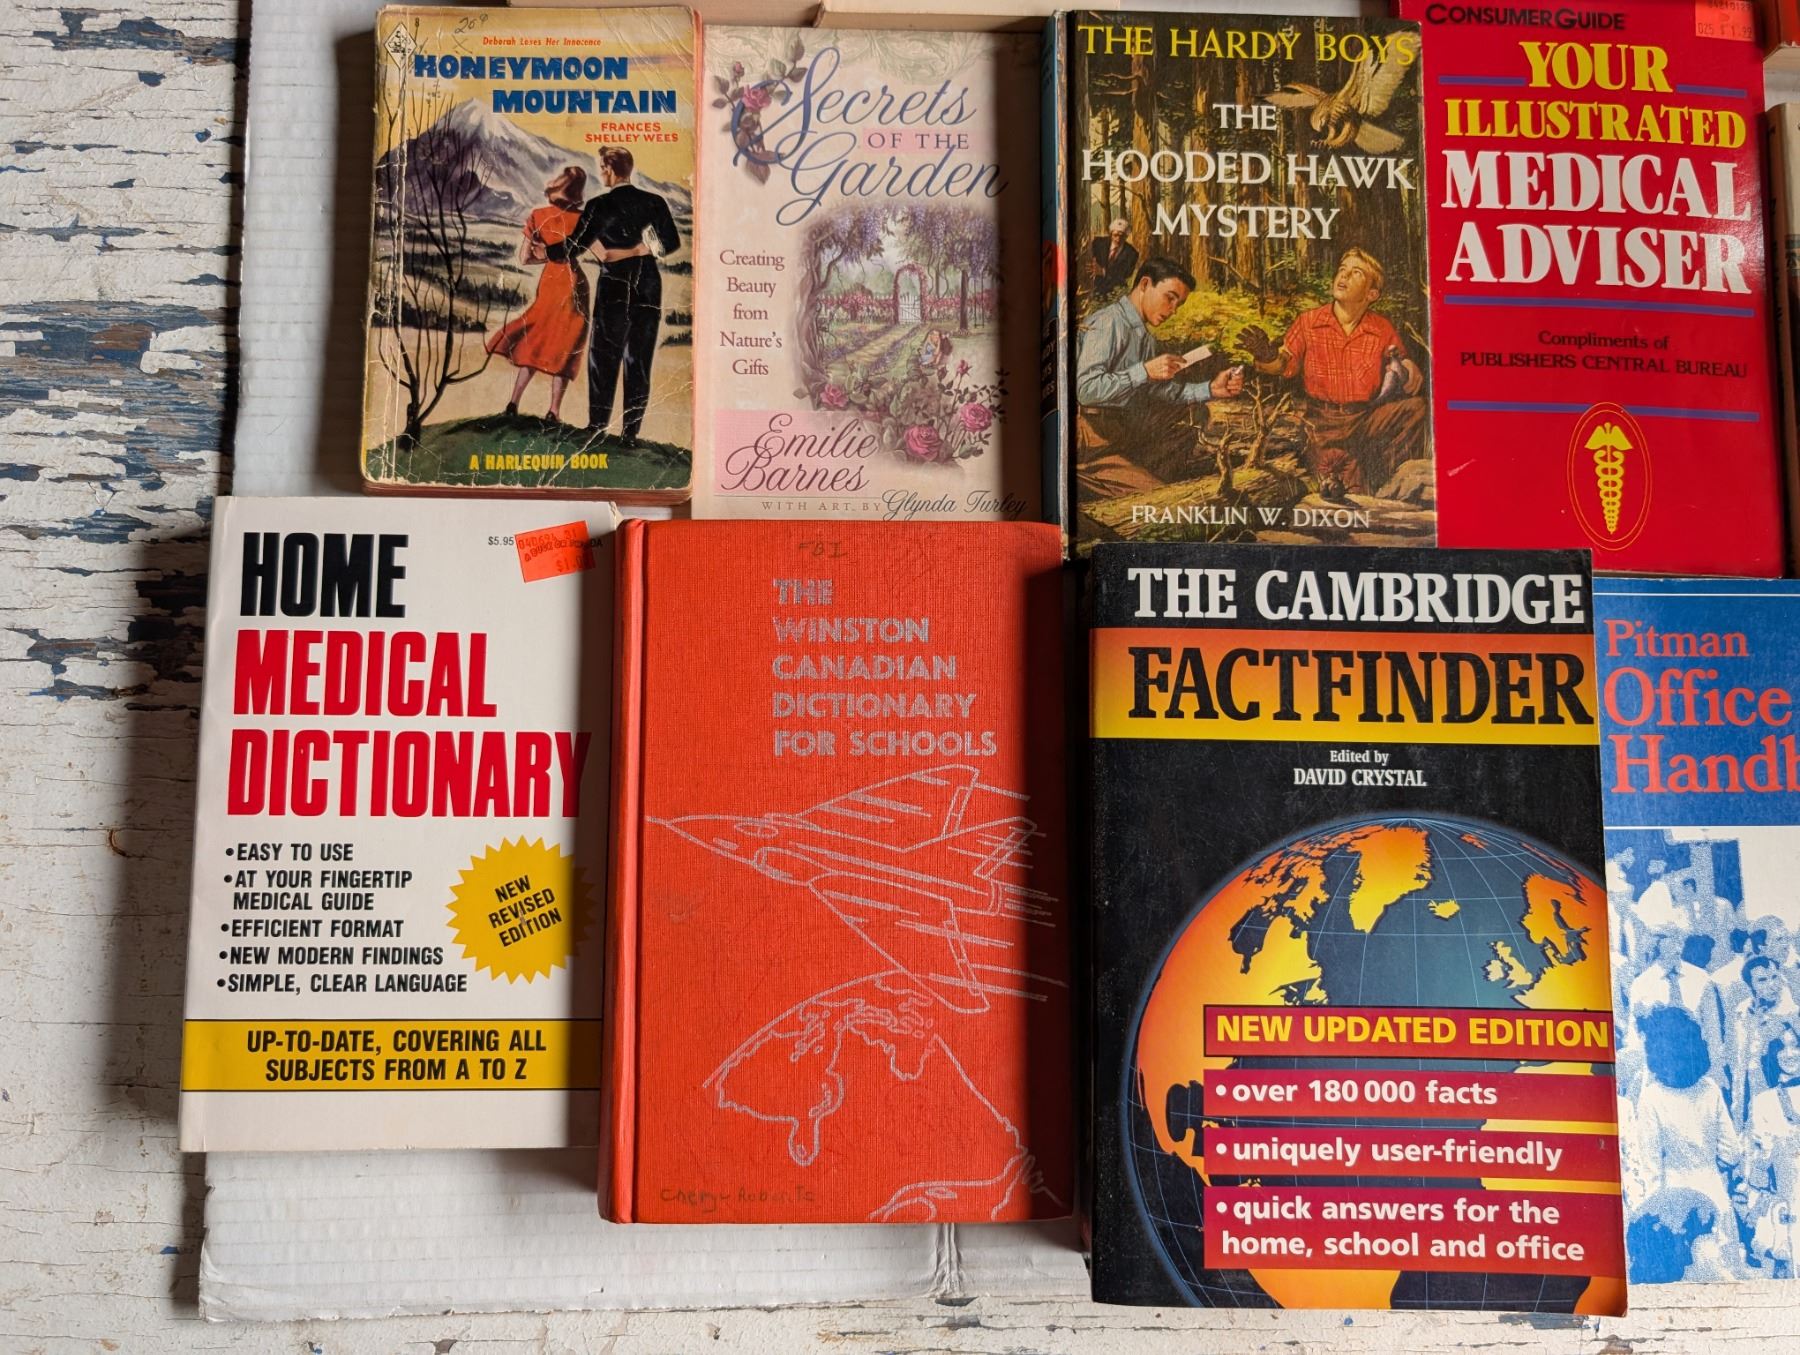 8
20¢
Deborah Loses Her Innocence
HONEYMOON
MOUNTAIN
FRANCES
SHELLEY WEES
A HARLEQUIN BOOK
Secrets
OF THE
Garden
Creating
Beauty
from
Nature's
Gifts
Emilie
Barnes
WITH ART BY Glynda Turley
THE HARDY BOYS
THE
HOODED HAWK
MYSTERY
FRANKLIN W. DIXON
CONSUMER GUIDE
YOUR
ILLUSTRATED
MEDICAL
ADVISER
Compliments of
PUBLISHERS CENTRAL BUREAU
HOME
$5.95
MEDICAL
DICTIONARY
•EASY TO USE
•AT YOUR FINGERTIP
MEDICAL GUIDE
•EFFICIENT FORMAT
•NEW MODERN FINDINGS
•SIMPLE, CLEAR LANGUAGE
NEW
REVISED
EDITION
UP-TO-DATE, COVERING ALL
SUBJECTS FROM A TO Z
THE
WINSTON
CANADIAN
DICTIONARY
FOR SCHOOLS
Roberts
THE CAMBRIDGE
FACTFINDER
Edited by
DAVID CRYSTAL
NEW UPDATED EDITION
• over 180 000 facts
• uniquely user-friendly
• quick answers for the
home, school and office
Pitman
Office
Handb